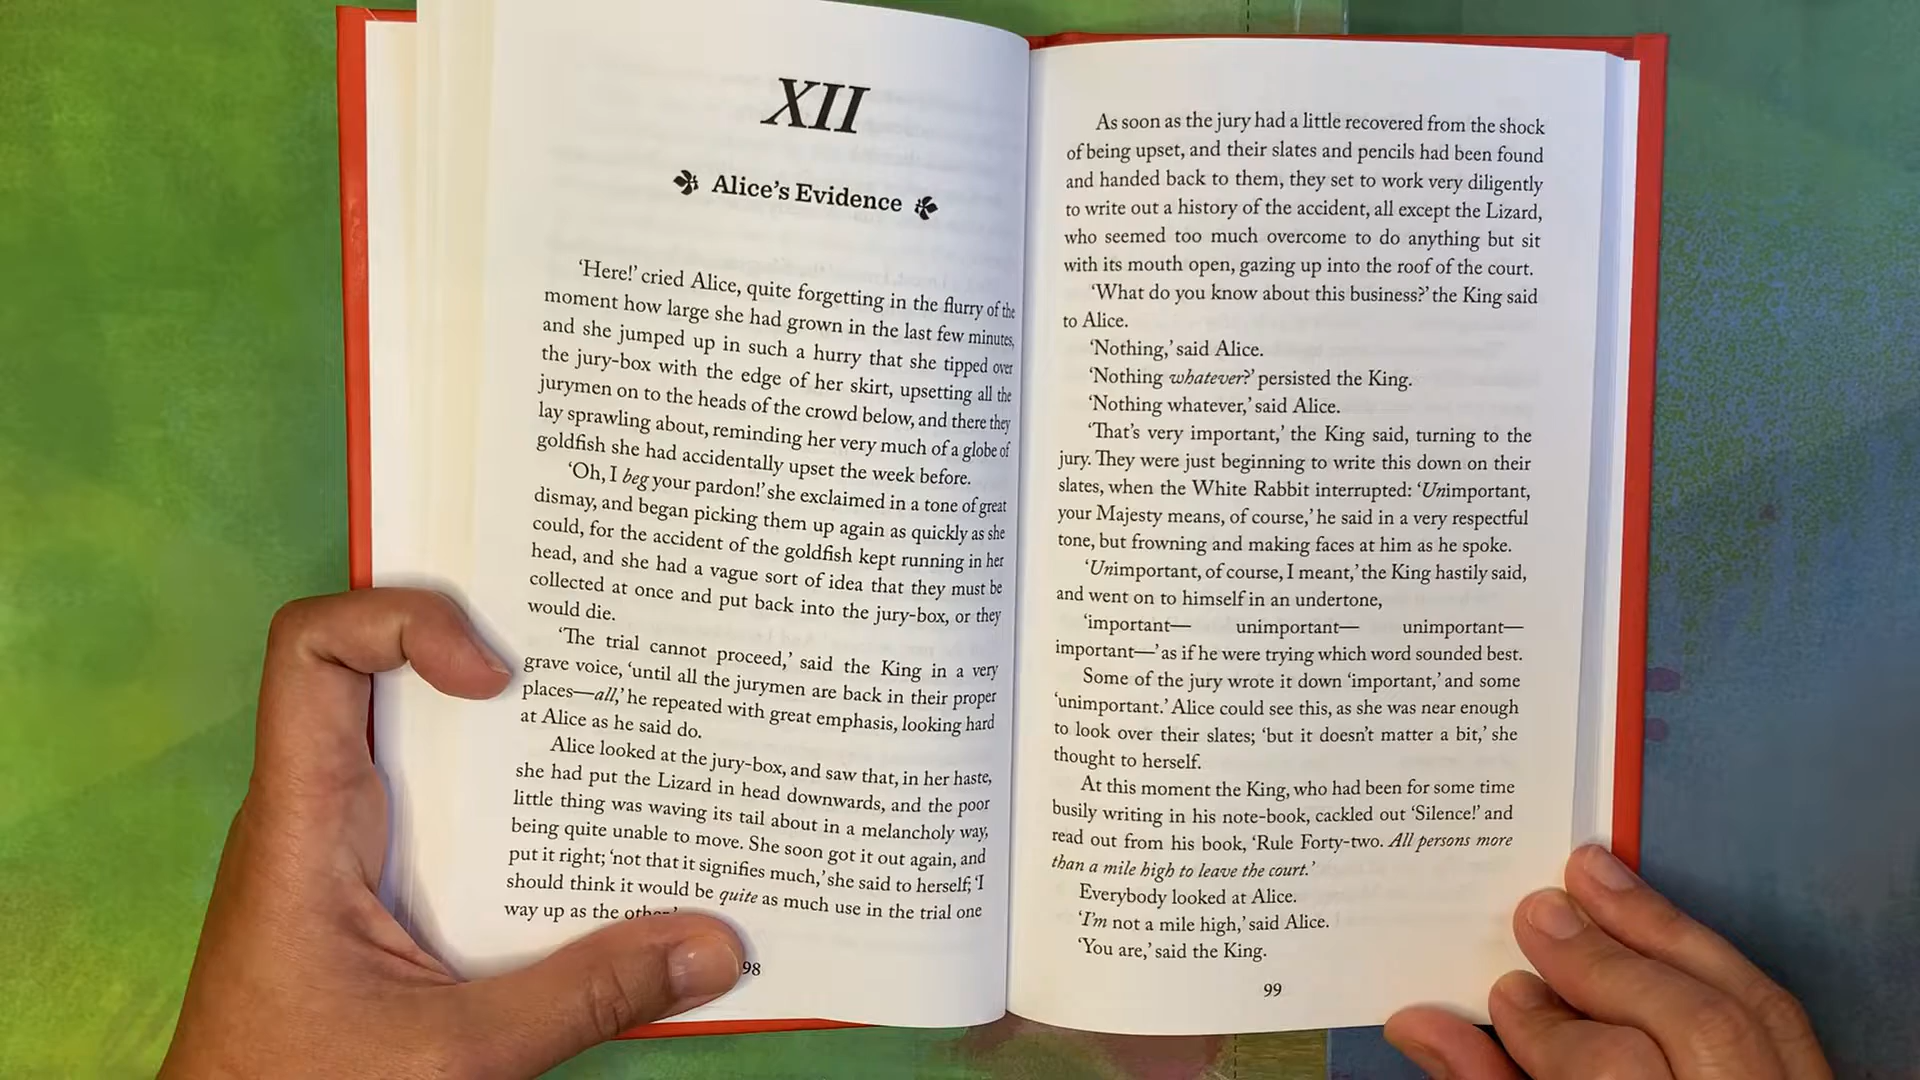 XII
Alice's Evidence
‘Here!’ cried Alice, quite forgetting in the flurry of the
moment how large she had grown in the last few minutes,
and she jumped up in such a hurry that she tipped over
the jury-box with the edge of her skirt, upsetting all the
jurymen on to the heads of the crowd below, and there they
lay sprawling about, reminding her very much of a globe of
goldfish she had accidentally upset the week before.
‘Oh, I beg your pardon!’ she exclaimed in a tone of great
dismay, and began picking them up again as quickly as she
could, for the accident of the goldfish kept running in her
head, and she had a vague sort of idea that they must be
collected at once and put back into the jury-box, or they
would die.
‘The trial cannot proceed,’ said the King in a very
grave voice, ‘until all the jurymen are back in their proper
places—all,’ he repeated with great emphasis, looking hard
at Alice as he said do.
Alice looked at the jury-box, and saw that, in her haste,
she had put the Lizard in head downwards, and the poor
little thing was waving its tail about in a melancholy way,
being quite unable to move. She soon got it out again, and
put it right; ‘not that it signifies much,’ she said to herself; ‘I
should think it would be quite as much use in the trial one
way up as the other.’
98
As soon as the jury had a little recovered from the shock
of being upset, and their slates and pencils had been found
and handed back to them, they set to work very diligently
to write out a history of the accident, all except the Lizard,
who seemed too much overcome to do anything but sit
with its mouth open, gazing up into the roof of the court.
‘What do you know about this business?’ the King said
to Alice.
‘Nothing,’ said Alice.
‘Nothing whatever?’ persisted the King.
‘Nothing whatever,’ said Alice.
‘That’s very important,’ the King said, turning to the
jury. They were just beginning to write this down on their
slates, when the White Rabbit interrupted: ‘Unimportant,
your Majesty means, of course,’ he said in a very respectful
tone, but frowning and making faces at him as he spoke.
‘Unimportant, of course, I meant,’ the King hastily said,
and went on to himself in an undertone,
‘important— unimportant— unimportant—
important—’ as if he were trying which word sounded best.
Some of the jury wrote it down ‘important,’ and some
‘unimportant.’ Alice could see this, as she was near enough
to look over their slates; ‘but it doesn’t matter a bit,’ she
thought to herself.
At this moment the King, who had been for some time
busily writing in his note-book, cackled out ‘Silence!’ and
read out from his book, ‘Rule Forty-two. All persons more
than a mile high to leave the court.’
Everybody looked at Alice.
‘I’m not a mile high,’ said Alice.
‘You are,’ said the King.
99